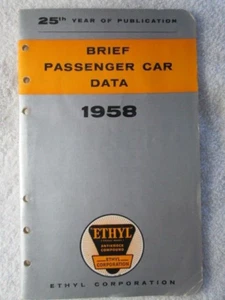 25th YEAR OF PUBLICATION
BRIEF
PASSENGER CAR
DATA
1958
ETHYL
ANTIKNOCK
COMPOUND
ETHYL
CORPORATION
ETHYL CORPORATION